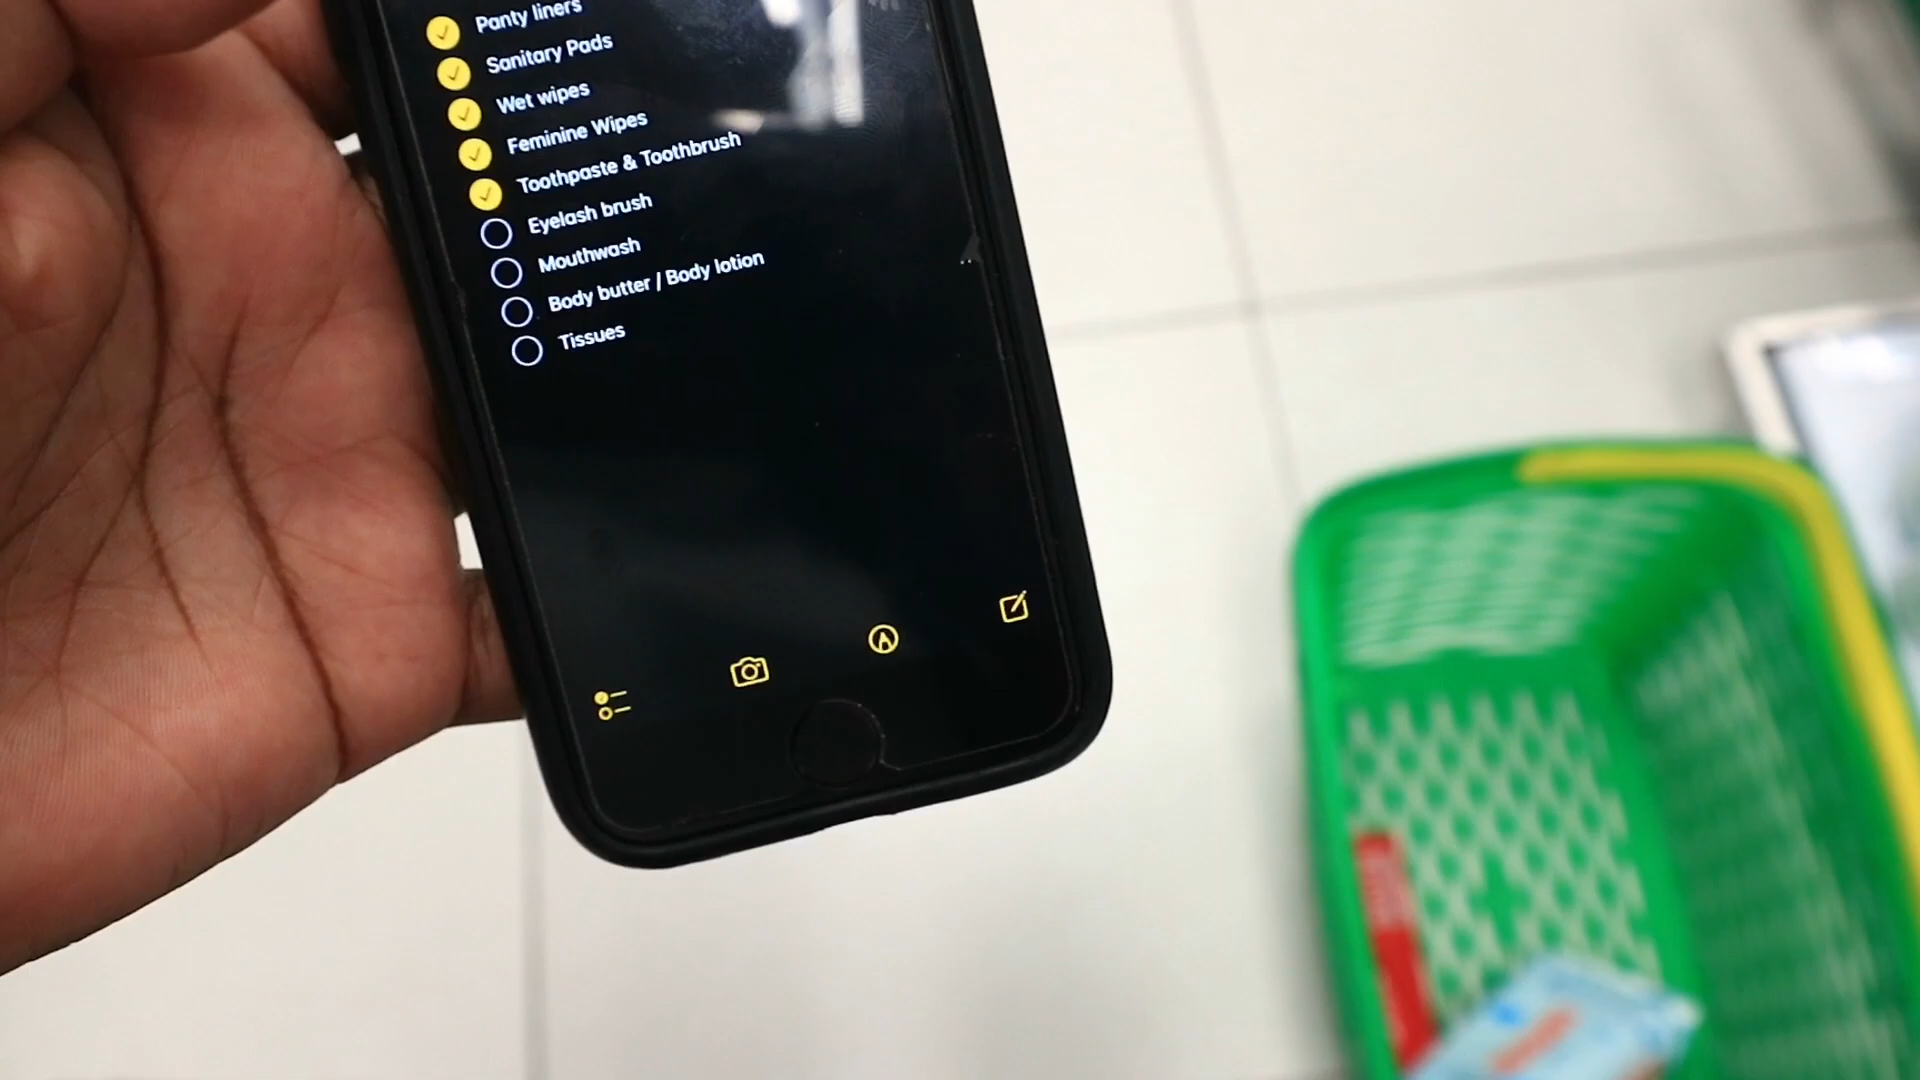 Panty liners
Sanitary Pads
Wet wipes
Feminine Wipes
Toothpaste & Toothbrush
Eyelash brush
Mouthwash
Body butter / Body lotion
Tissues